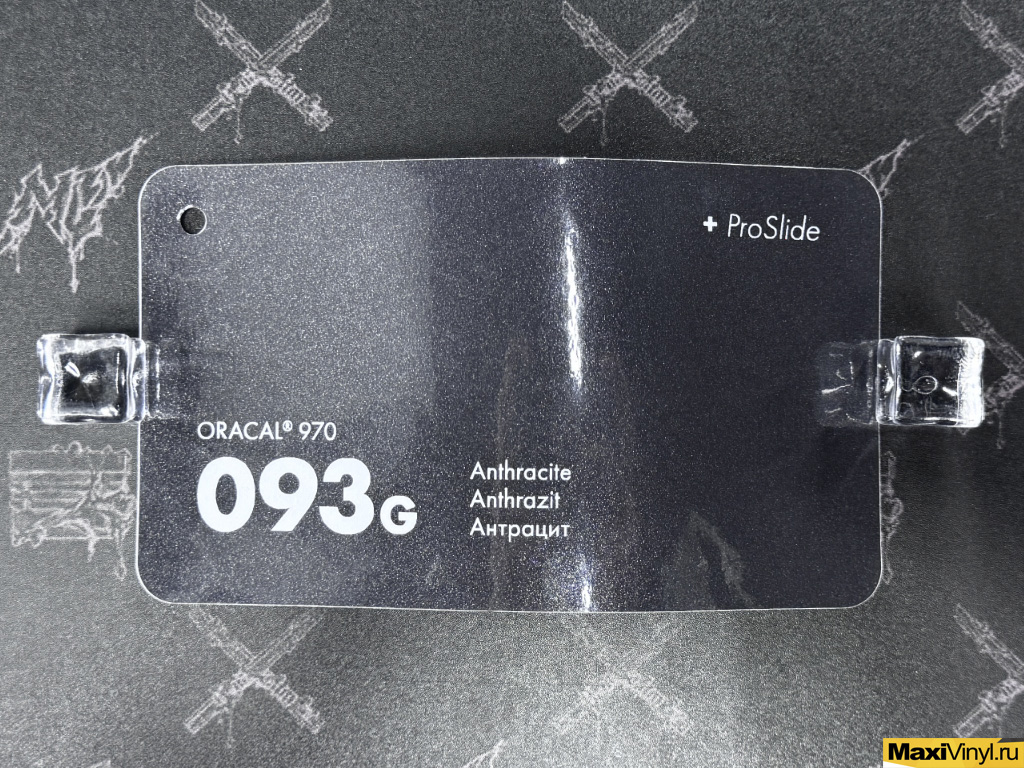 + ProSlide
ORACAL® 970
093G
Anthracite
Anthrazit
Антрацит
MaxiVinyl.ru